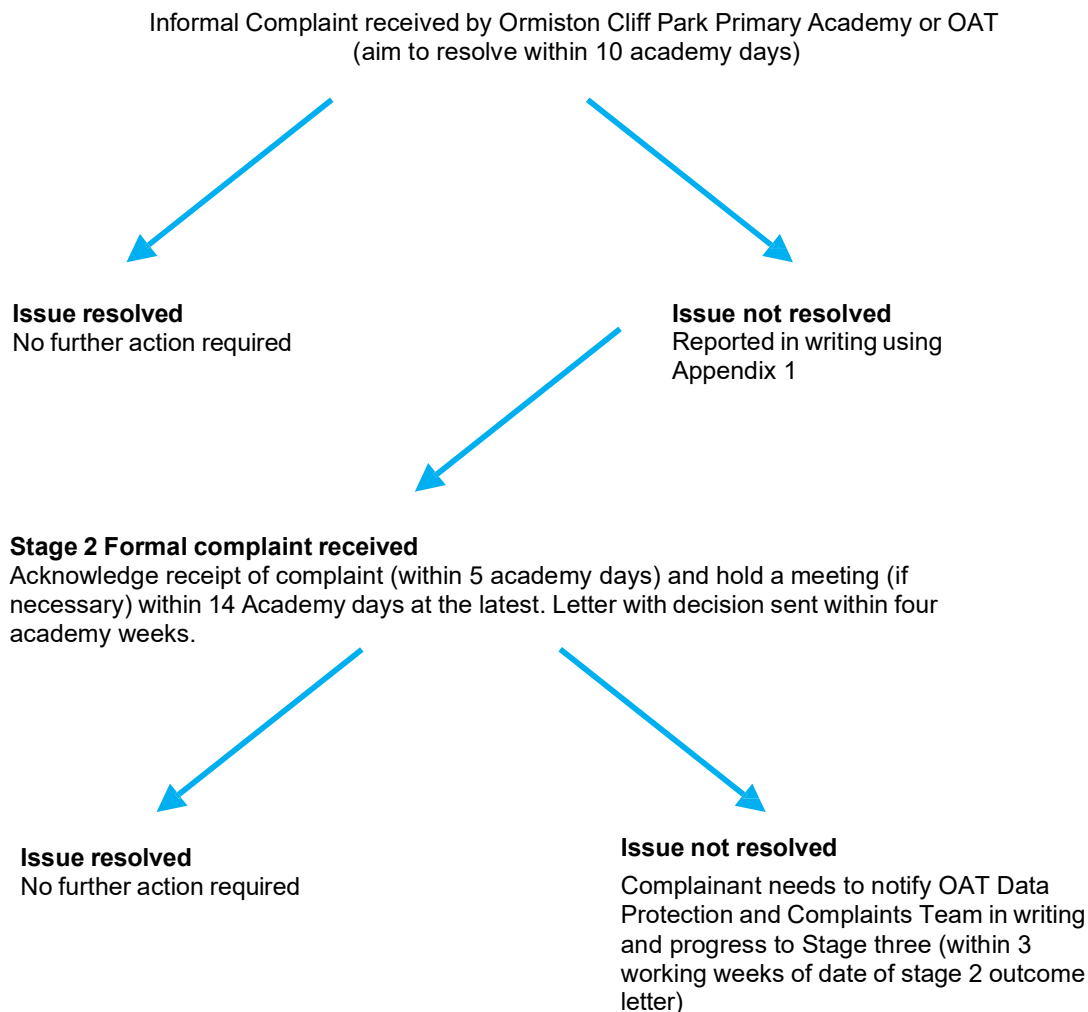 Informal Complaint received by Ormiston Cliff Park Primary Academy or OAT
(aim to resolve within 10 academy days)
Issue resolved
No further action required
Issue not resolved
Reported in writing using
Appendix 1
Stage 2 Formal complaint received
Acknowledge receipt of complaint (within 5 academy days) and hold a meeting (if
necessary) within 14 Academy days at the latest. Letter with decision sent within four
academy weeks.
Issue resolved
No further action required
Issue not resolved
Complainant needs to notify OAT Data
Protection and Complaints Team in writing
and progress to Stage three (within 3
working weeks of date of stage 2 outcome
letter)